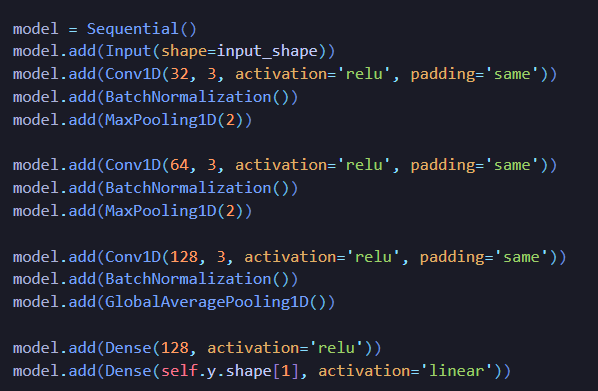 model = Sequential()
model.add(Input(shape=input_shape))
model.add(Conv1D(32, 3, activation='relu', padding='same'))
model.add(BatchNormalization())
model.add(MaxPooling1D(2))

model.add(Conv1D(64, 3, activation='relu', padding='same'))
model.add(BatchNormalization())
model.add(MaxPooling1D(2))

model.add(Conv1D(128, 3, activation='relu', padding='same'))
model.add(BatchNormalization())
model.add(GlobalAveragePooling1D())

model.add(Dense(128, activation='relu'))
model.add(Dense(self.y.shape[1], activation='linear'))